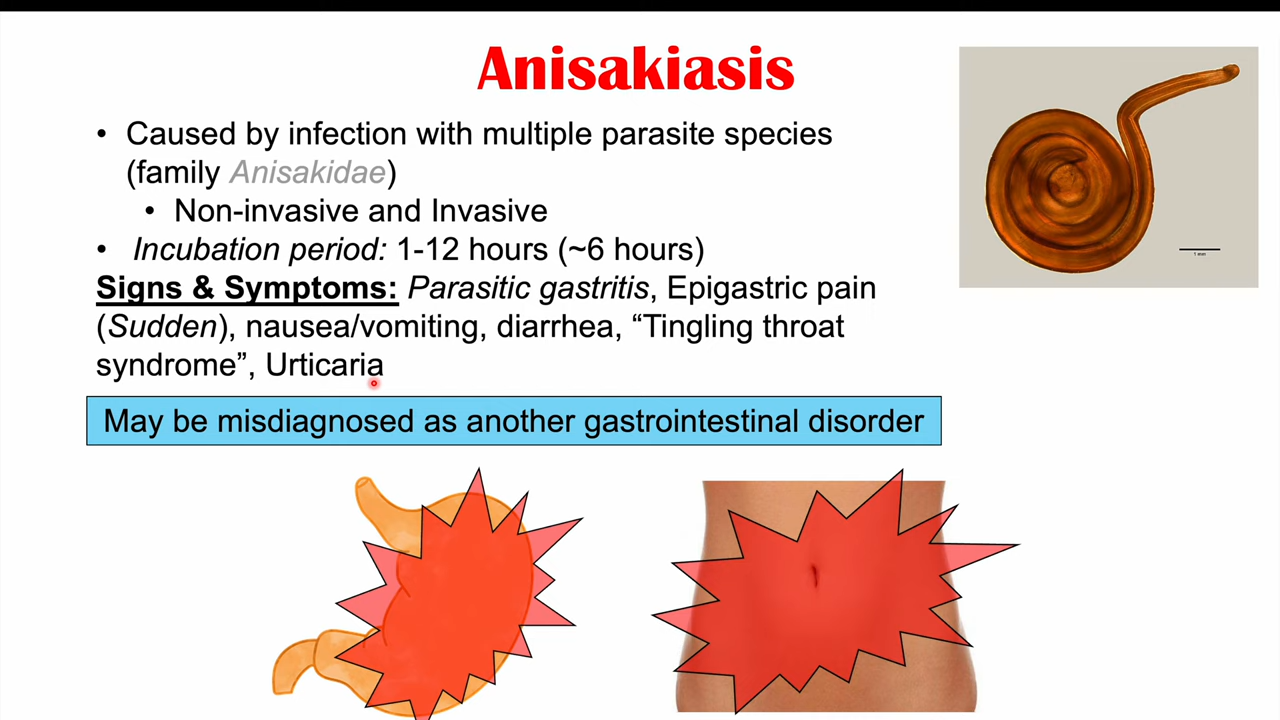 Anisakiasis
• Caused by infection with multiple parasite species
(family Anisakidae)
• Non-invasive and Invasive
• Incubation period: 1-12 hours (~6 hours)
Signs & Symptoms: Parasitic gastritis, Epigastric pain
(Sudden), nausea/vomiting, diarrhea, “Tingling throat
syndrome”, Urticaria
May be misdiagnosed as another gastrointestinal disorder
1 mm